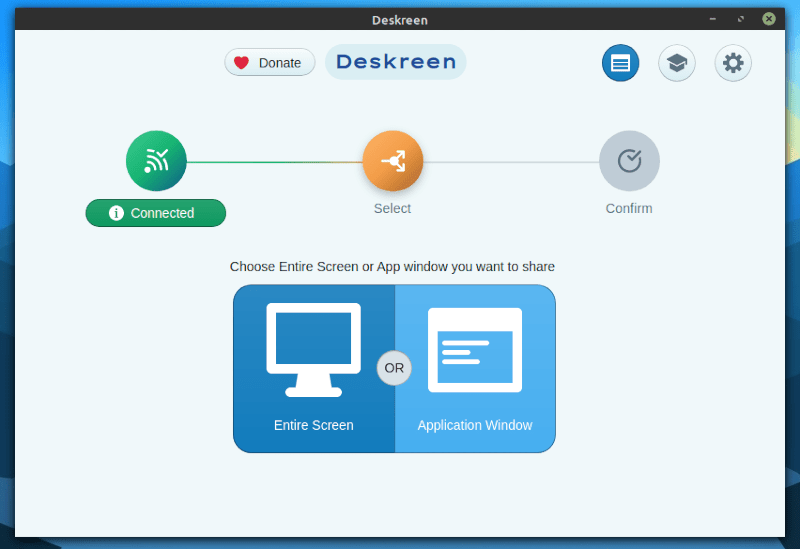 Deskreen
Donate
Deskreen
Connected
Select
Confirm
Choose Entire Screen or App window you want to share
OR
Entire Screen
Application Window